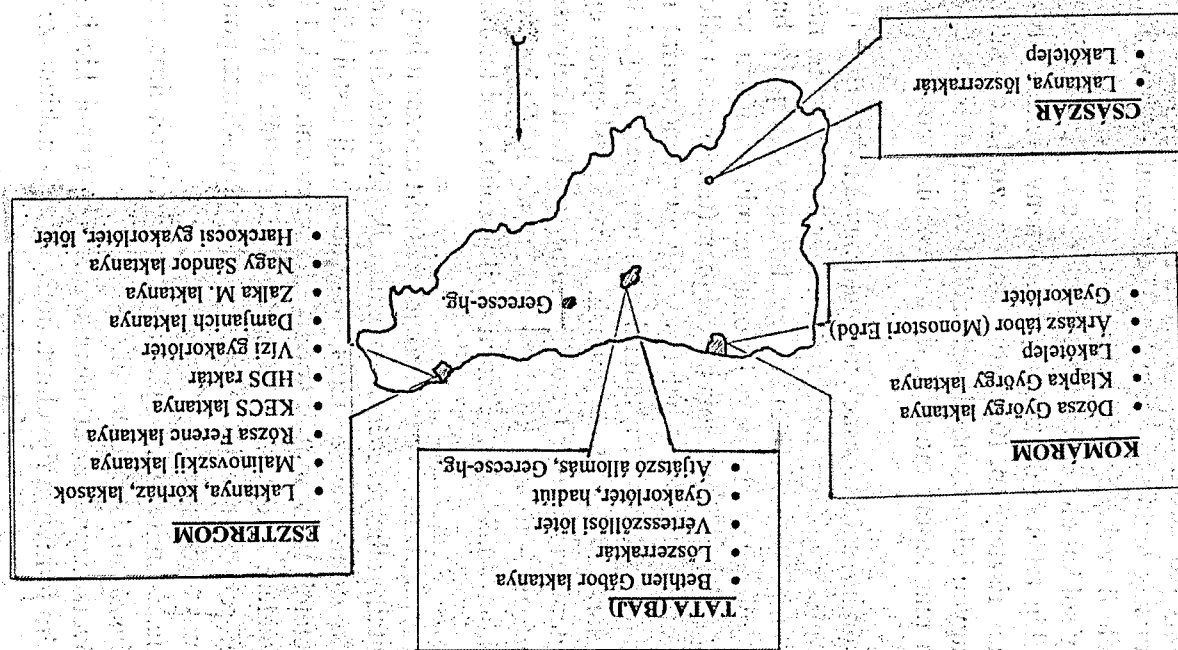 TATA (BAJ)
• Bethlen Gábor laktanya
• Lőszerraktár
• Vértesszőllősi lőtér
• Gyakorlótér, hadiút
• Átjátszó állomás, Gerecse-hg.
KOMÁROM
• Dózsa György laktanya
• Klapka György laktanya
• Lakótelep
• Árkász tábor (Monostori Erőd)
• Gyakorlótér
ESZTERGOM
• Laktanya, kórház, lakások
• Malinovszkij laktanya
• Rózsa Ferenc laktanya
• KECS laktanya
• HDS raktár
• Vízi gyakorlótér
• Damjanich laktanya
• Zalka M. laktanya
• Nagy Sándor laktanya
• Harckocsi gyakorlótér, lőtér
Gerecse-hg.
CSÁSZÁR
• Laktanya, lőszerraktár
• Lakótelep